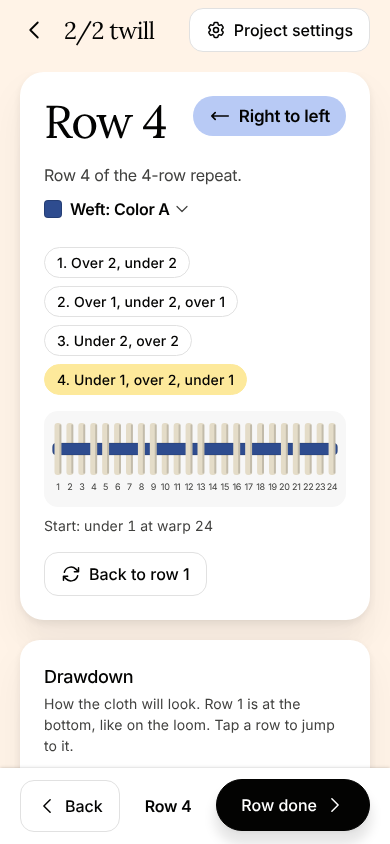 2/2 twill
Project settings
Row 4
Right to left
Row 4 of the 4-row repeat.
Weft: Color A
1. Over 2, under 2
2. Over 1, under 2, over 1
3. Under 2, over 2
4. Under 1, over 2, under 1
1 2 3 4 5 6 7 8 9 10 11 12 13 14 15 16 17 18 19 20 21 22 23 24
Start: under 1 at warp 24
Back to row 1
Drawdown
How the cloth will look. Row 1 is at the
bottom, like on the loom. Tap a row to jump
to it.
Back
Row 4
Row done